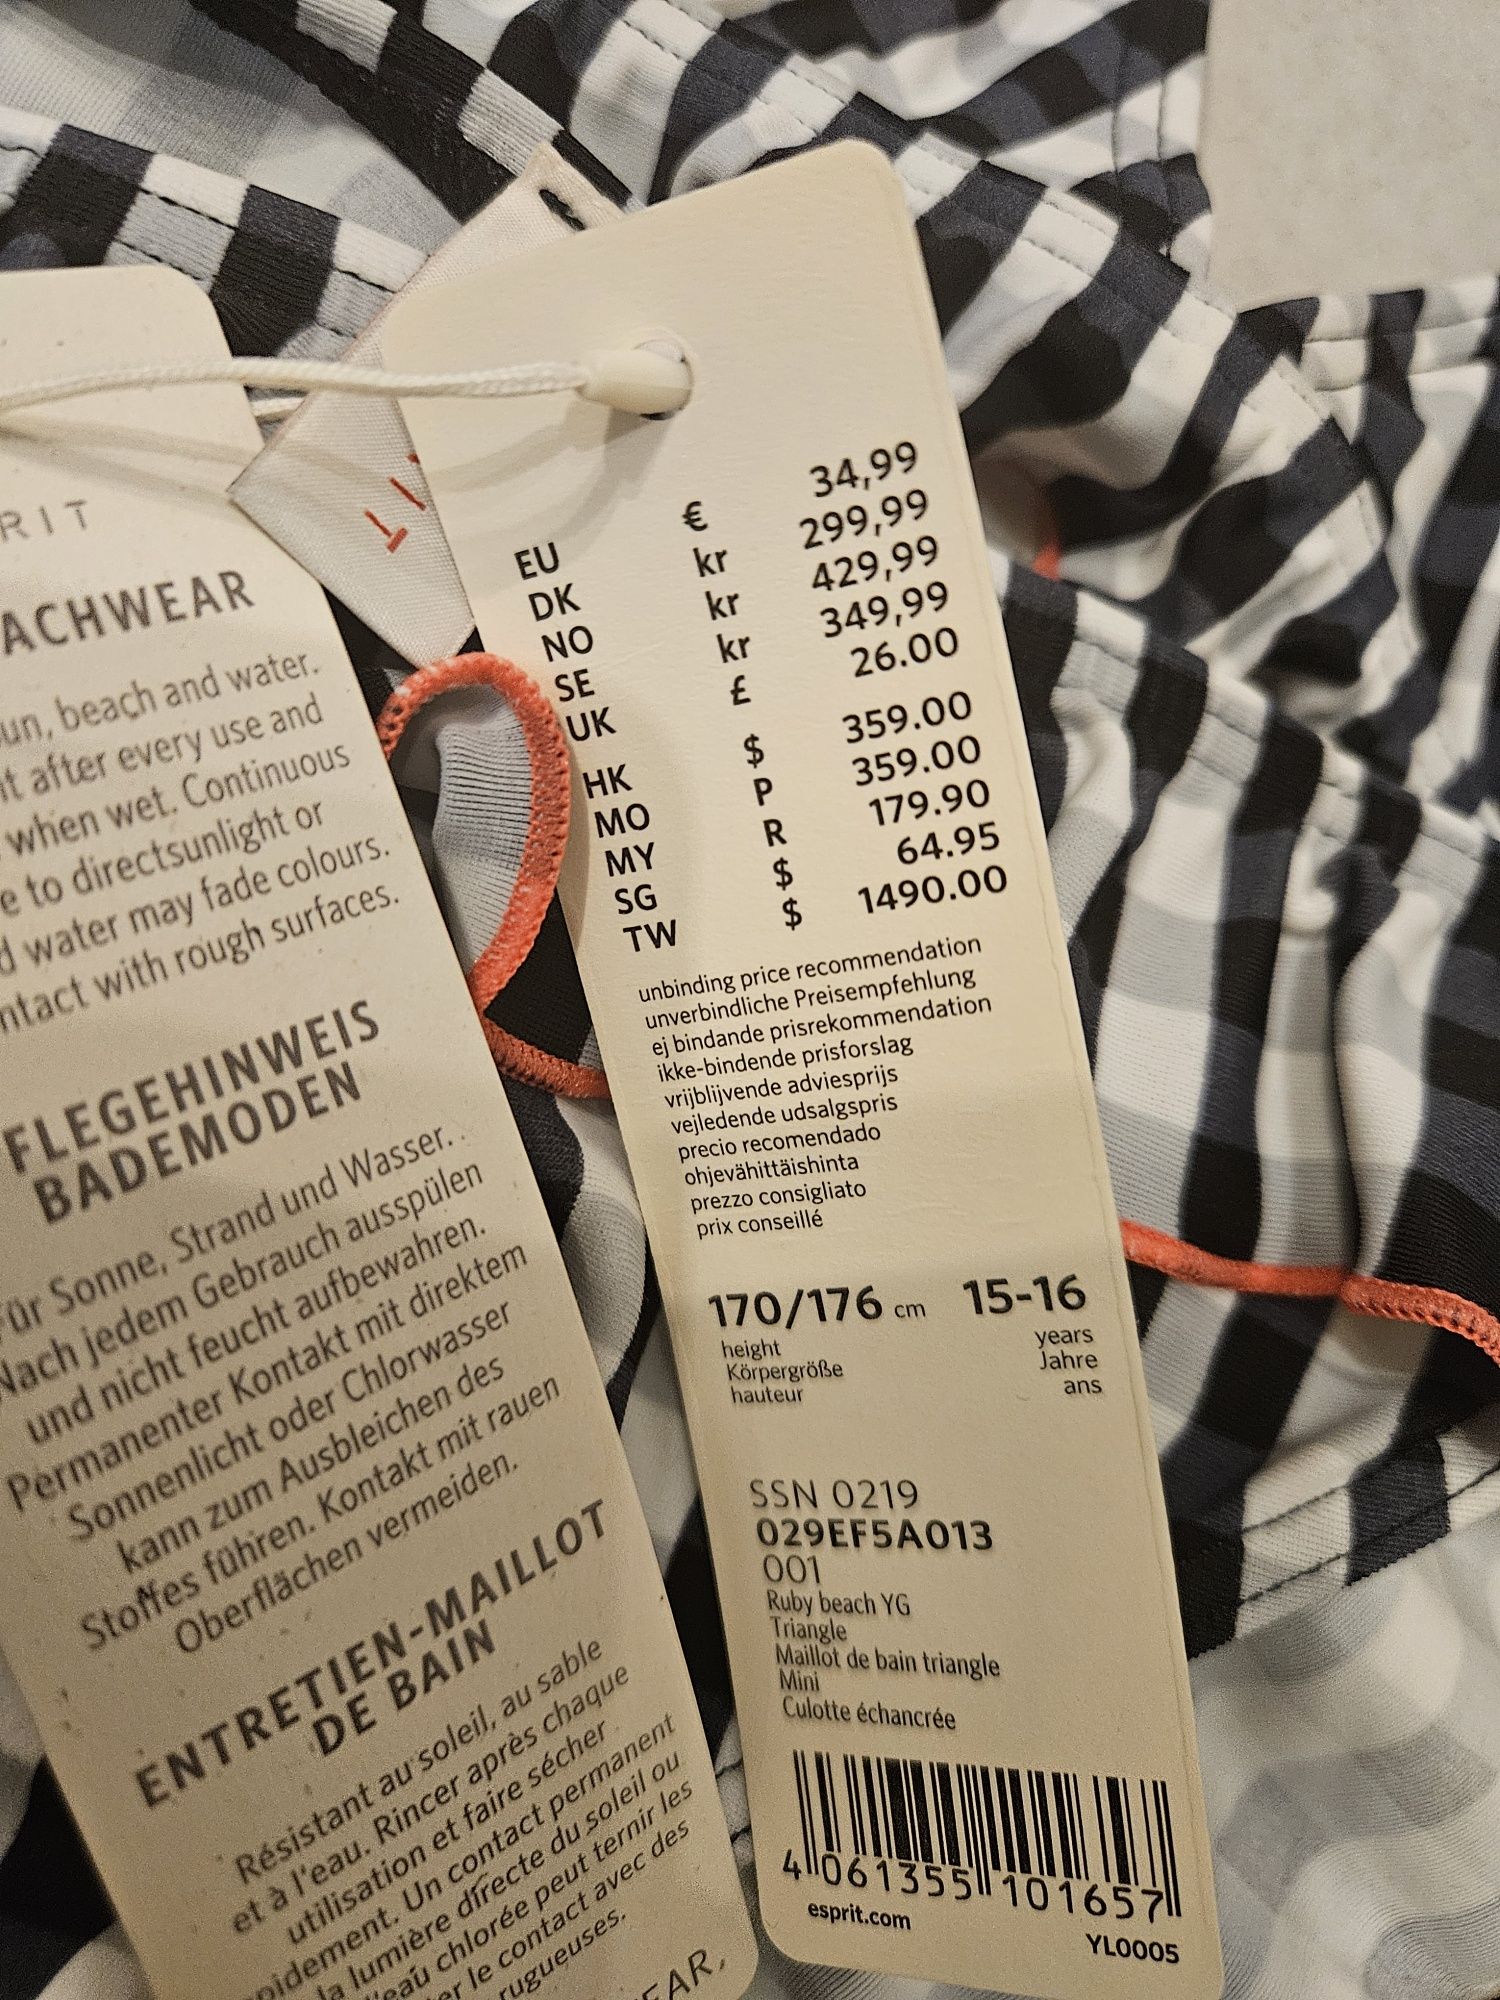 RIT
ACHWEAR
un, beach and water.
t after every use and
when wet. Continuous
e to directsunlight or
d water may fade colours.
ntact with rough surfaces.
FLEGEHINWEIS
BADEMODEN
Für Sonne, Strand und Wasser.
Nach jedem Gebrauch ausspülen
und nicht feucht aufbewahren.
Permanenter Kontakt mit direktem
Sonnenlicht oder Chlorwasser
kann zum Ausbleichen des
Stoffes führen. Kontakt mit rauen
Oberflächen vermeiden.
ENTRETIEN-MAILLOT
DE BAIN
Résistant au soleil, au sable
et à l'eau. Rincer après chaque
utilisation et faire sécher
pidement. Un contact permanent
la lumière directe du soleil ou
l'eau chlorée peut ternir les
er le contact avec des
rugueuses.
EAR,
EU € 34,99
DK kr 299,99
NO kr 429,99
SE kr 349,99
UK £ 26.00
HK $ 359.00
MO P 359.00
MY R 179.90
SG $ 64.95
TW $ 1490.00
unbinding price recommendation
unverbindliche Preisempfehlung
ej bindande prisrekommendation
ikke-bindende prisforslag
vrijblijvende adviesprijs
vejledende udsalgspris
precio recomendado
ohjevähittäishinta
prezzo consigliato
prix conseillé
170/176 cm 15-16
height years
Körpergröße Jahre
hauteur ans
SSN 0219
029EF5A013
001
Ruby beach YG
Triangle
Maillot de bain triangle
Mini
Culotte échancrée
4 061355 101657
esprit.com
YL0005